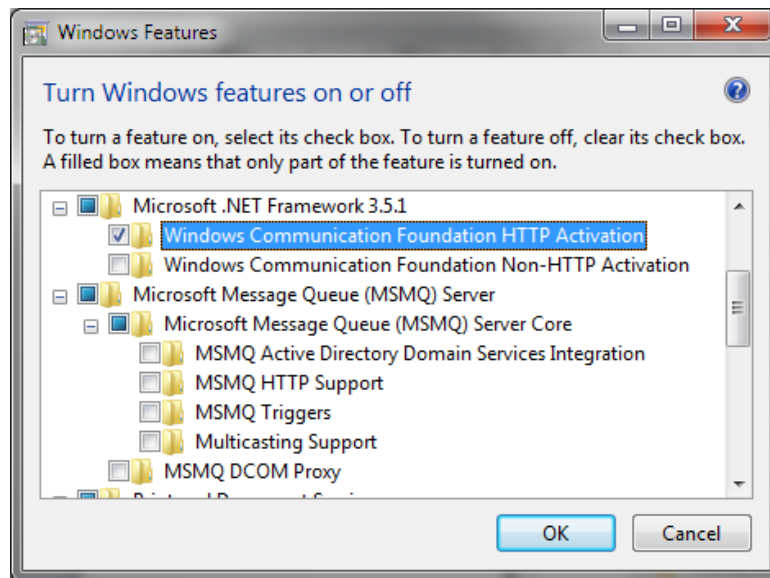 Windows Features
Turn Windows features on or off
To turn a feature on, select its check box. To turn a feature off, clear its check box.
A filled box means that only part of the feature is turned on.
Microsoft .NET Framework 3.5.1
Windows Communication Foundation HTTP Activation
Windows Communication Foundation Non-HTTP Activation
Microsoft Message Queue (MSMQ) Server
Microsoft Message Queue (MSMQ) Server Core
MSMQ Active Directory Domain Services Integration
MSMQ HTTP Support
MSMQ Triggers
Multicasting Support
MSMQ DCOM Proxy
OK
Cancel